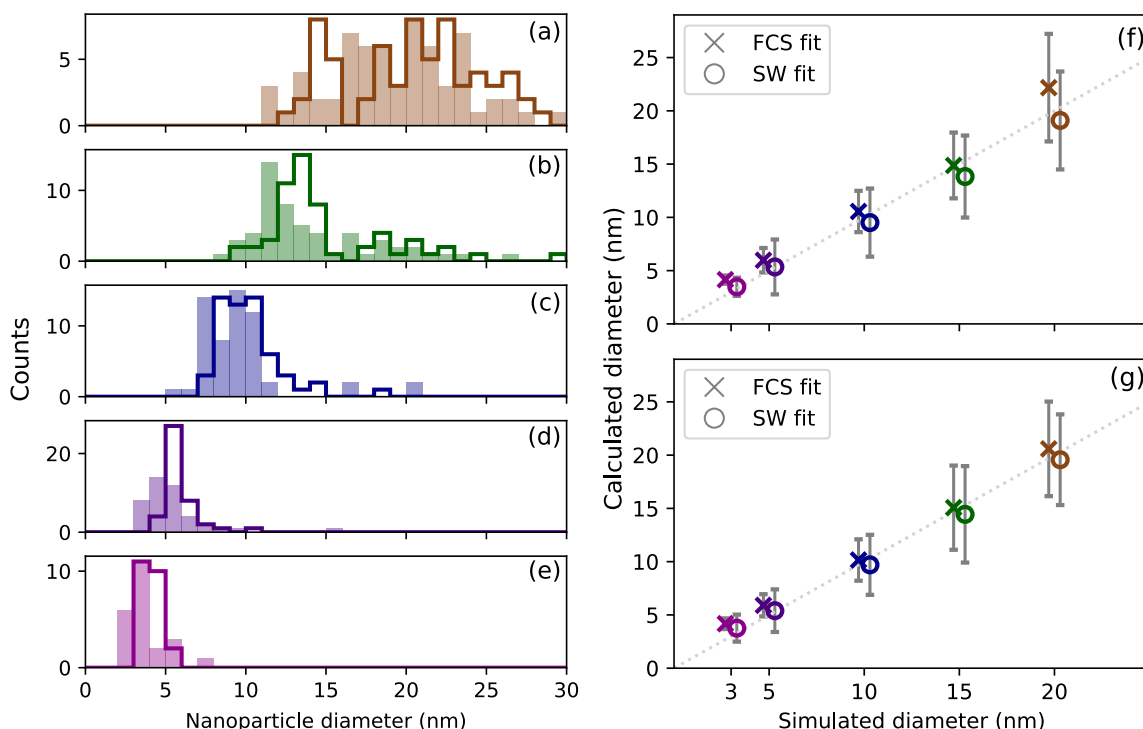 (a)
5
0
(b)
10
0
(c)
10
0
(d)
20
0
(e)
10
0
0 5 10 15 20 25 30
Nanoparticle diameter (nm)
Counts
(f)
FCS fit
SW fit
25
20
15
10
5
0
(g)
FCS fit
SW fit
25
20
15
10
5
0
3 5 10 15 20
Simulated diameter (nm)
Calculated diameter (nm)